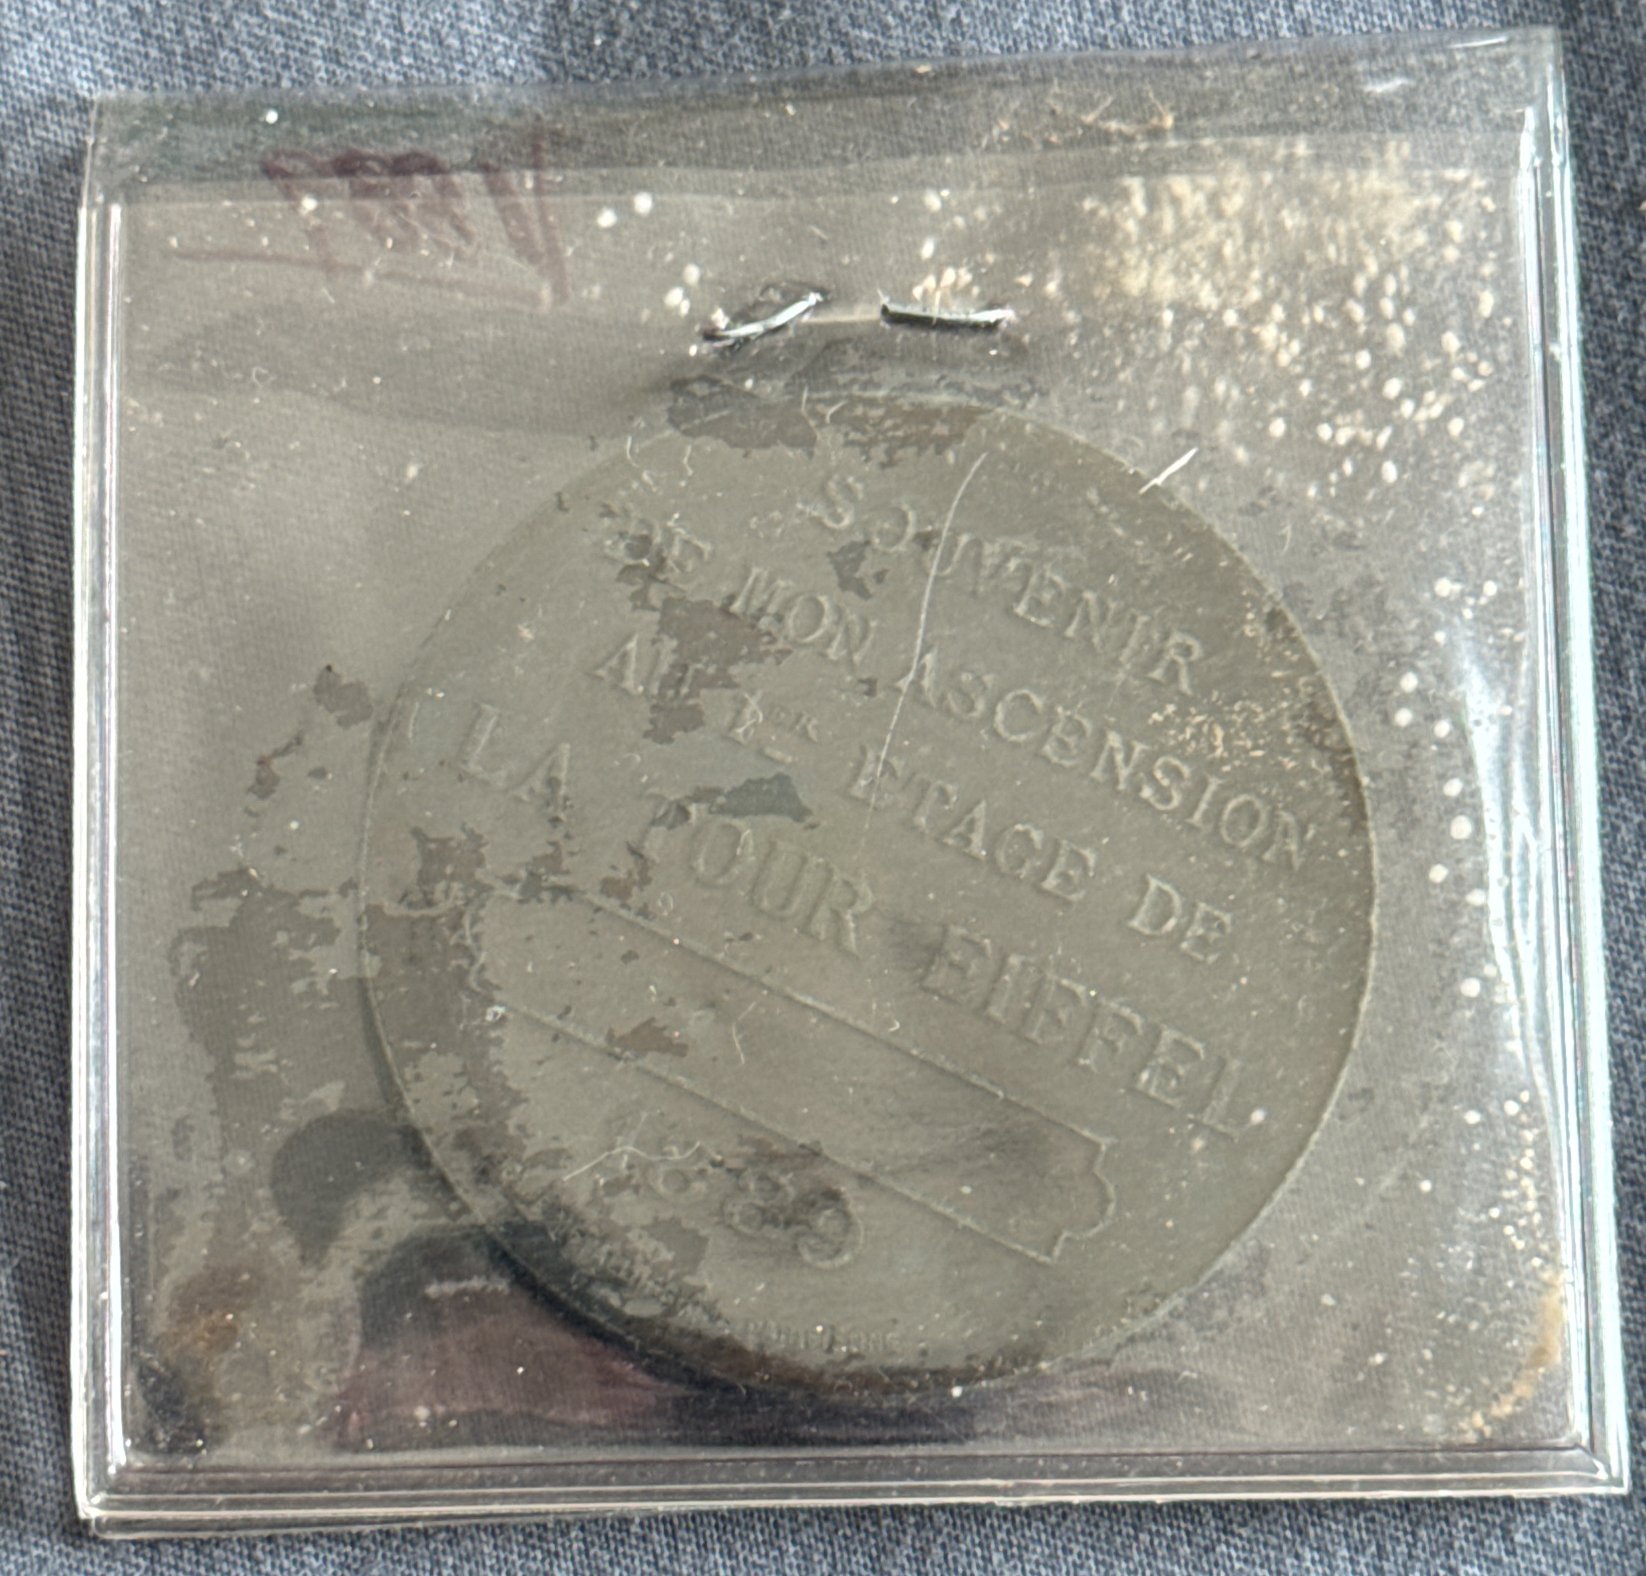 SOUVENIR
DE MON ASCENSION
AU 1ER ETAGE DE
LA TOUR EIFFEL
1889